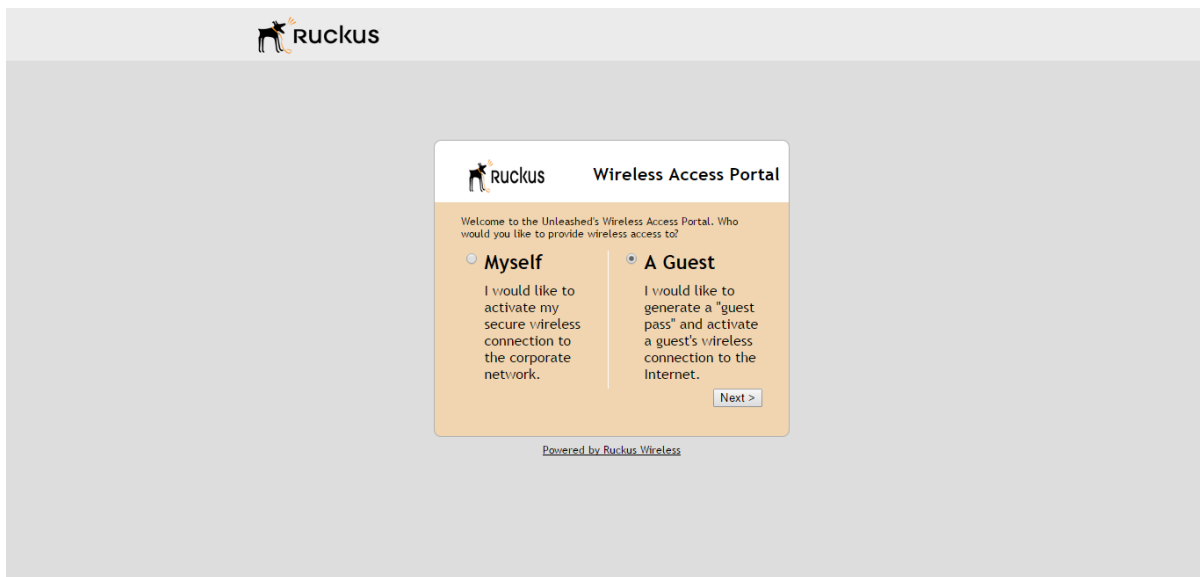 RUCKUS
RUCKUS
Wireless Access Portal
Welcome to the Unleashed's Wireless Access Portal. Who
would you like to provide wireless access to?
Myself
I would like to
activate my
secure wireless
connection to
the corporate
network.
A Guest
I would like to
generate a "guest
pass" and activate
a guest's wireless
connection to the
Internet.
Next >
Powered by Ruckus Wireless